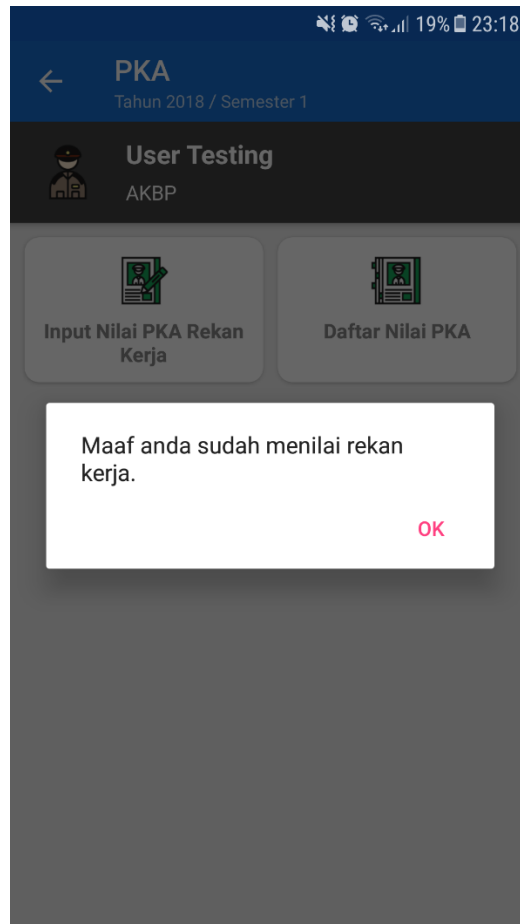 19% 23:18
PKA
Tahun 2018 / Semester 1
User Testing
AKBP
Input Nilai PKA Rekan
Kerja
Daftar Nilai PKA
Maaf anda sudah menilai rekan
kerja.
OK